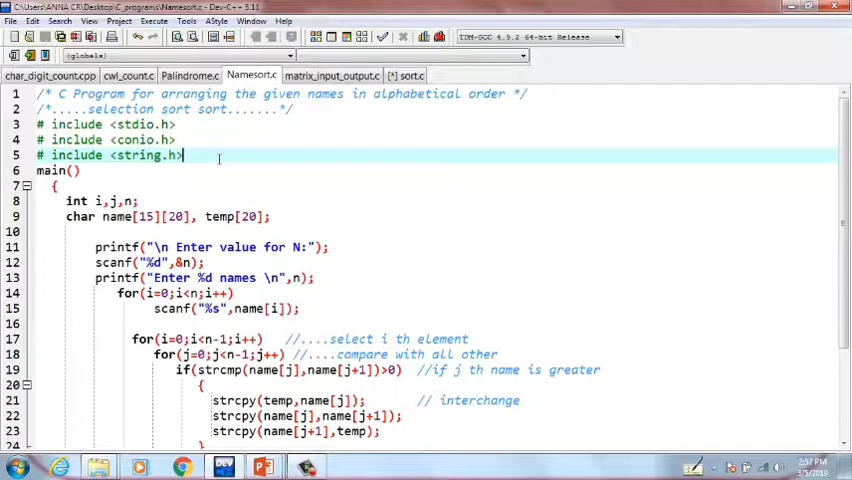 C:\Users\ANNA CR\Desktop\C_programs\Namesort.c - Dev-C++ 5.11
File Edit Search View Project Execute Tools AStyle Window Help
TDM-GCC 4.9.2 64-bit Release
(globals)
char_digit_count.cpp cwl_count.c Palindrome.c Namesort.c matrix_input_output.c [*] sort.c
1 /* C Program for arranging the given names in alphabetical order */
2 /*.....selection sort sort.......*/
3 # include <stdio.h>
4 # include <conio.h>
5 # include <string.h>
6 main()
7 {
8 int i,j,n;
9 char name[15][20], temp[20];
10
11 printf("\n Enter value for N:");
12 scanf("%d",&n);
13 printf("Enter %d names \n",n);
14 for(i=0;i<n;i++)
15 scanf("%s",name[i]);
16
17 for(i=0;i<n-1;i++) //....select i th element
18 for(j=0;j<n-1;j++) //....compare with all other
19 if(strcmp(name[j],name[j+1])>0) //if j th name is greater
20 {
21 strcpy(temp,name[j]); // interchange
22 strcpy(name[j],name[j+1]);
23 strcpy(name[j+1],temp);
24 }
DEV
2:57 PM
3/5/2019